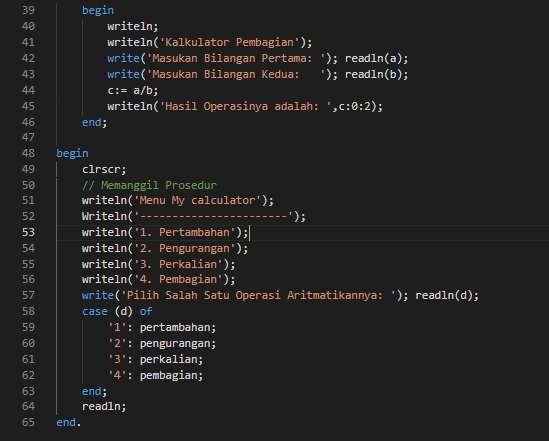 39 begin
40 writeln;
41 writeln('Kalkulator Pembagian');
42 write('Masukan Bilangan Pertama: '); readln(a);
43 write('Masukan Bilangan Kedua:   '); readln(b);
44 c:= a/b;
45 writeln('Hasil Operasinya adalah: ',c:0:2);
46 end;
47
48 begin
49 clrscr;
50 // Memanggil Prosedur
51 writeln('Menu My calculator');
52 Writeln('-----------------------');
53 writeln('1. Pertambahan');
54 writeln('2. Pengurangan');
55 writeln('3. Perkalian');
56 writeln('4. Pembagian');
57 write('Pilih Salah Satu Operasi Aritmatikannya: '); readln(d);
58 case (d) of
59 '1': pertambahan;
60 '2': pengurangan;
61 '3': perkalian;
62 '4': pembagian;
63 end;
64 readln;
65 end.